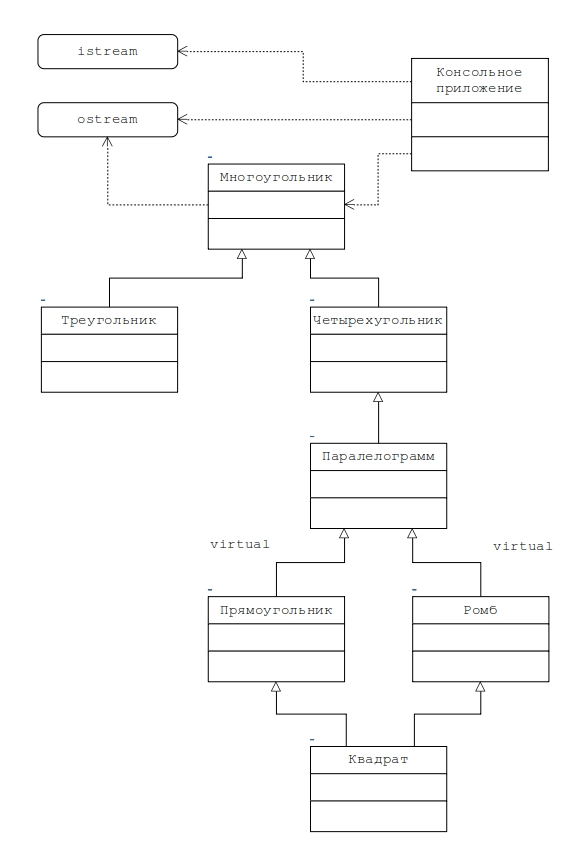 istream
Консольное
приложение
ostream
Многоугольник
Треугольник
Четырехугольник
Паралелограмм
virtual
virtual
Прямоугольник
Ромб
Квадрат